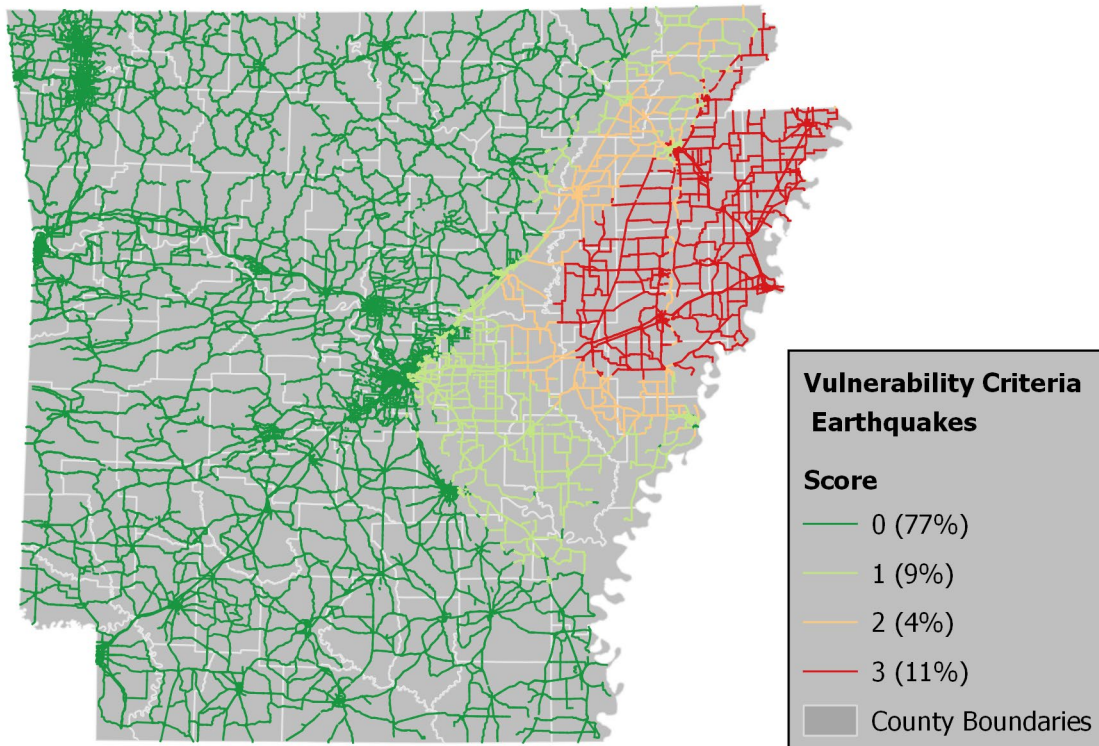 Vulnerability Criteria
Earthquakes
Score
0 (77%)
1 (9%)
2 (4%)
3 (11%)
County Boundaries